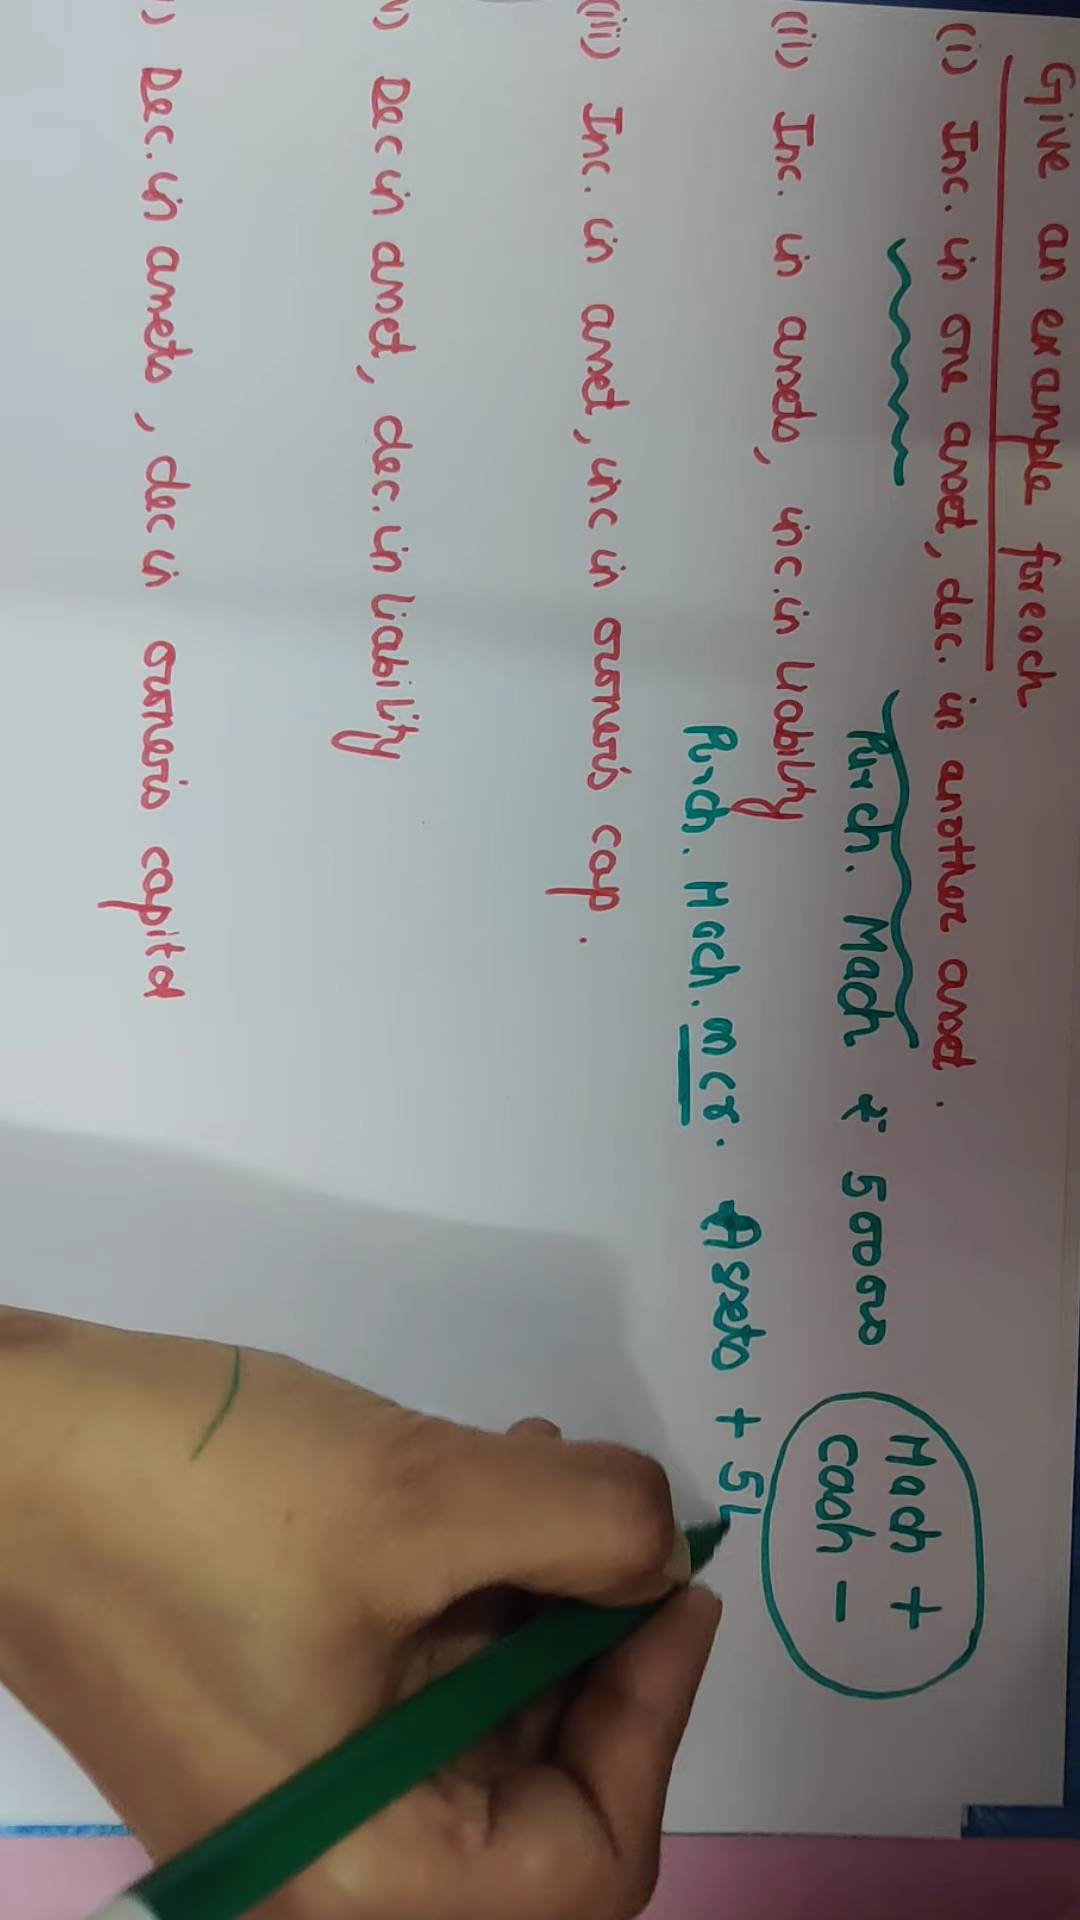 Give an example for each
(i) Inc. in one asset, dec. in another asset.
Purch. Mach ₹ 50000
Mach +
cash -
(ii) Inc. in assets, inc. in liability
Purch. Mach. on cr. Assets + 5L
(iii) Inc. in asset, inc in owner's cap.
Dec in asset, dec. in liability
Dec. in assets, dec in owner's capital